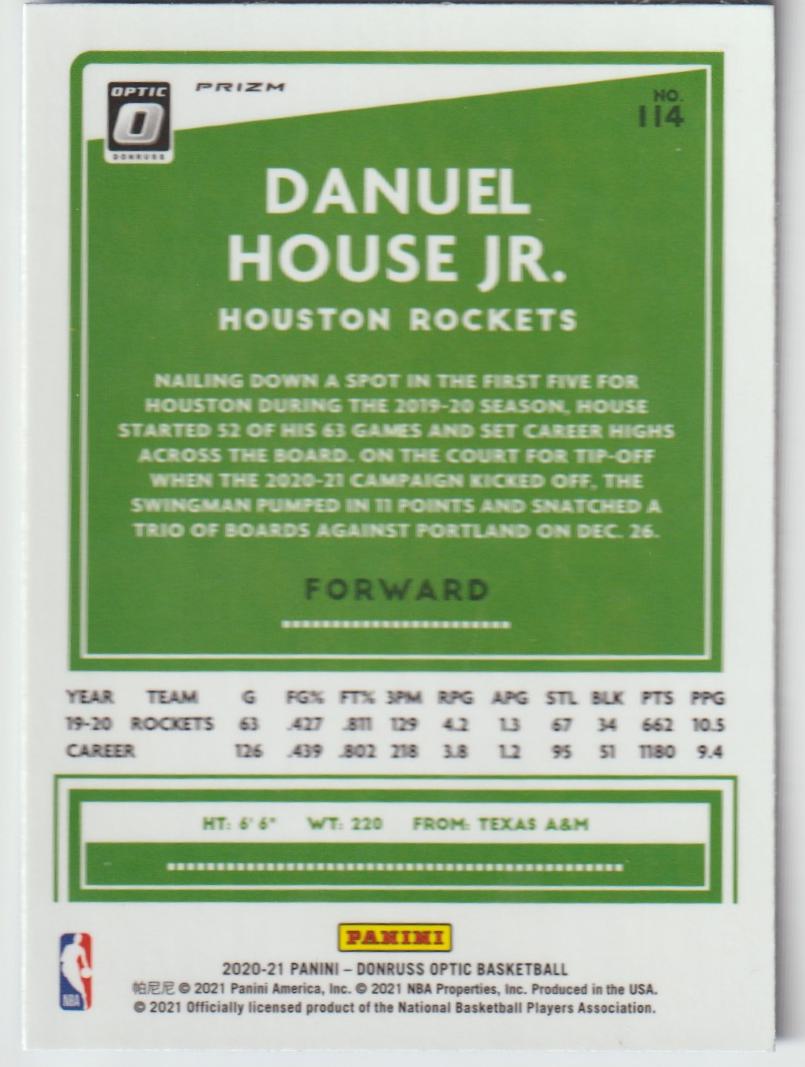 OPTIC
DONRUSS
PRIZM
NO.
114
DANUEL
HOUSE JR.
HOUSTON ROCKETS
NAILING DOWN A SPOT IN THE FIRST FIVE FOR
HOUSTON DURING THE 2019-20 SEASON, HOUSE
STARTED 52 OF HIS 63 GAMES AND SET CAREER HIGHS
ACROSS THE BOARD. ON THE COURT FOR TIP-OFF
WHEN THE 2020-21 CAMPAIGN KICKED OFF, THE
SWINGMAN PUMPED IN 11 POINTS AND SNATCHED A
TRIO OF BOARDS AGAINST PORTLAND ON DEC. 26.
FORWARD
YEAR TEAM G FG% FT% 3PM RPG APG STL BLK PTS PPG
19-20 ROCKETS 63 .427 .811 129 4.2 1.3 67 34 662 10.5
CAREER 126 .439 .802 218 3.8 1.2 95 51 1180 9.4
HT: 6' 6" WT: 220 FROM: TEXAS A&M
PANINI
NBA
2020-21 PANINI – DONRUSS OPTIC BASKETBALL
帕尼尼 © 2021 Panini America, Inc. © 2021 NBA Properties, Inc. Produced in the USA.
© 2021 Officially licensed product of the National Basketball Players Association.